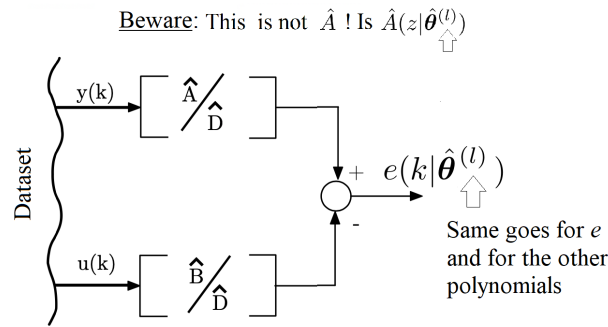 Beware: This is not Â ! Is Â(z|θ̂^(l))
y(k)
Â/D̂
+
e(k|θ̂^(l))
Dataset
-
u(k)
B̂/D̂
Same goes for e
and for the other
polynomials